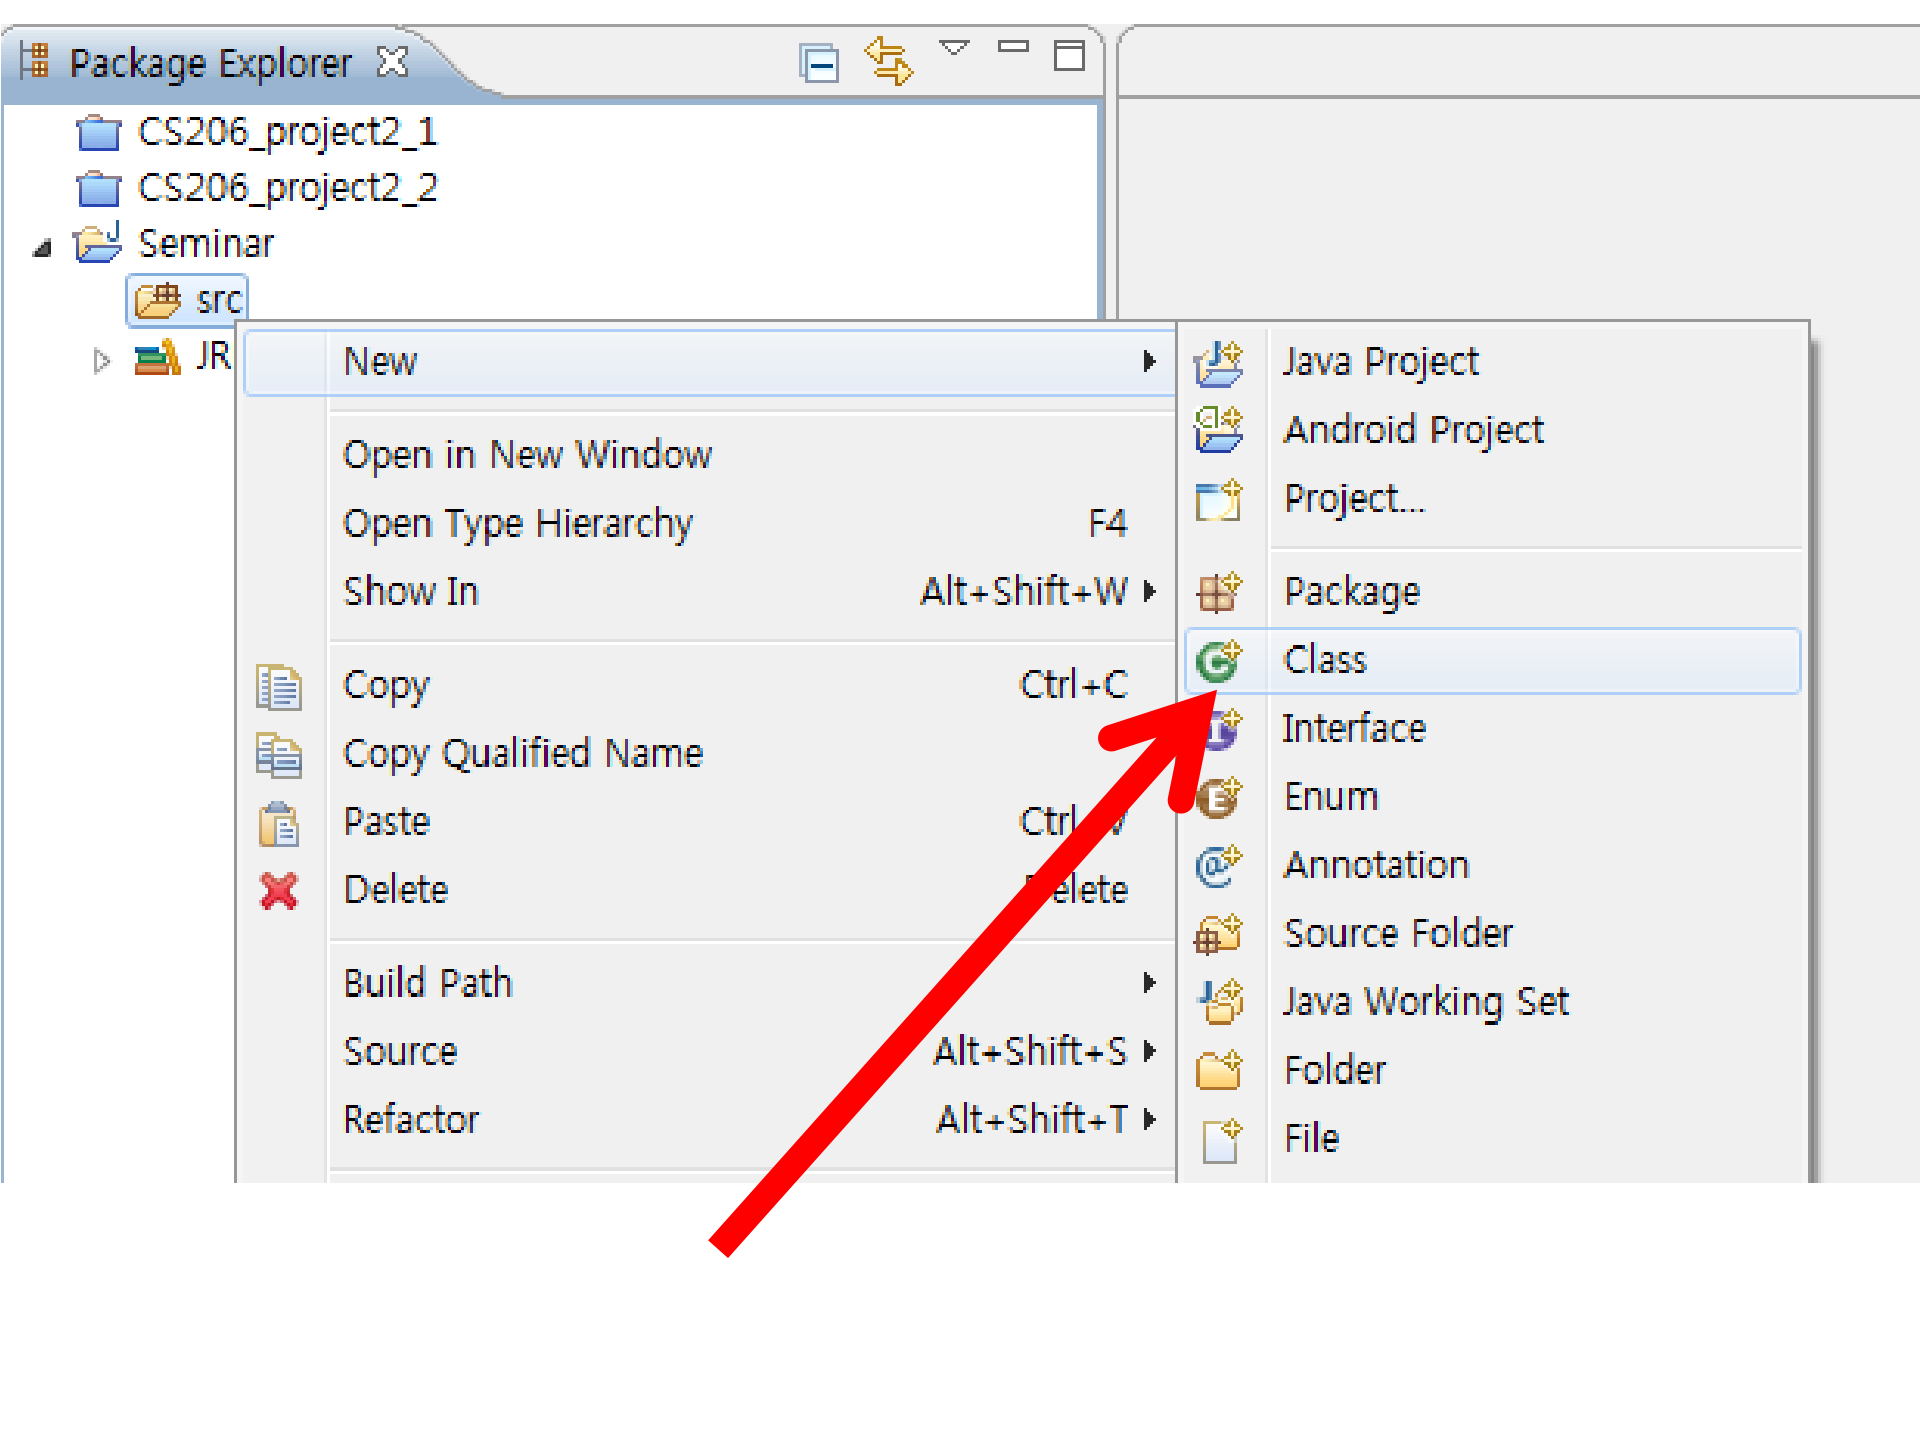 Package Explorer
CS206_project2_1
CS206_project2_2
Seminar
src
JR
New
Open in New Window
Open Type Hierarchy F4
Show In Alt+Shift+W
Copy Ctrl+C
Copy Qualified Name
Paste Ctrl
Delete
Build Path
Source Alt+Shift+S
Refactor Alt+Shift+T
Java Project
Android Project
Project...
Package
Class
Interface
Enum
Annotation
Source Folder
Java Working Set
Folder
File